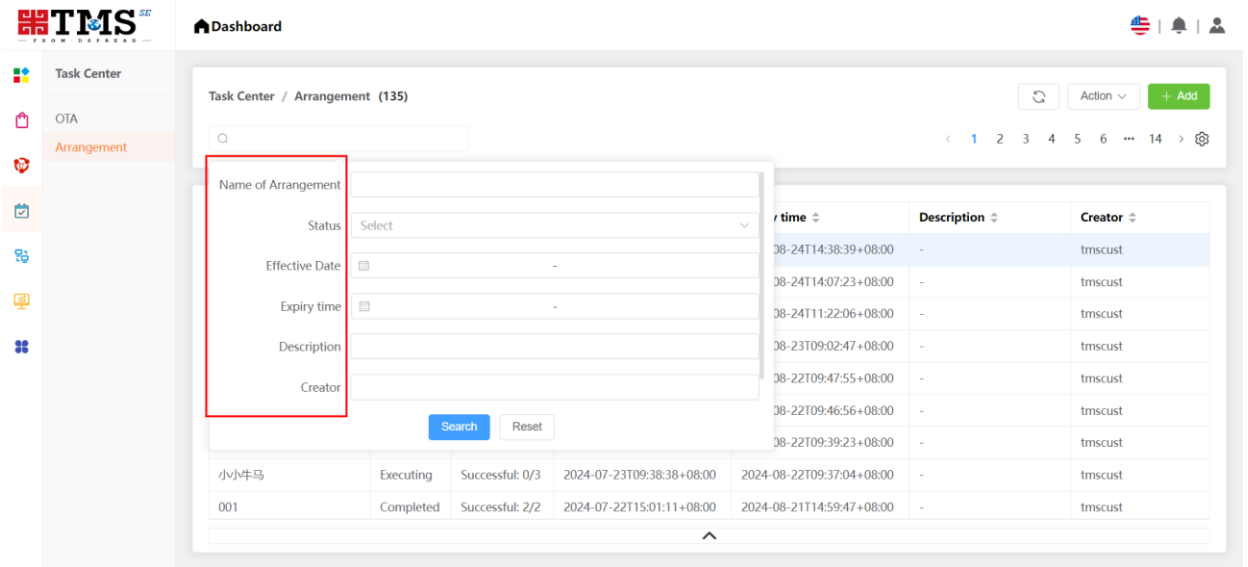 TMS SE
FROM DSPREAD
Dashboard
Task Center
OTA
Arrangement
Task Center / Arrangement (135)
Action
+ Add
< 1 2 3 4 5 6 ··· 14 >
Name of Arrangement
Status Select
Effective Date -
Expiry time -
Description
Creator
Search Reset
time Description Creator
08-24T14:38:39+08:00 - tmscust
08-24T14:07:23+08:00 - tmscust
08-24T11:22:06+08:00 - tmscust
08-23T09:02:47+08:00 - tmscust
08-22T09:47:55+08:00 - tmscust
08-22T09:46:56+08:00 - tmscust
08-22T09:39:23+08:00 - tmscust
小小牛马 Executing Successful: 0/3 2024-07-23T09:38:38+08:00 2024-08-22T09:37:04+08:00 - tmscust
001 Completed Successful: 2/2 2024-07-22T15:01:11+08:00 2024-08-21T14:59:47+08:00 - tmscust